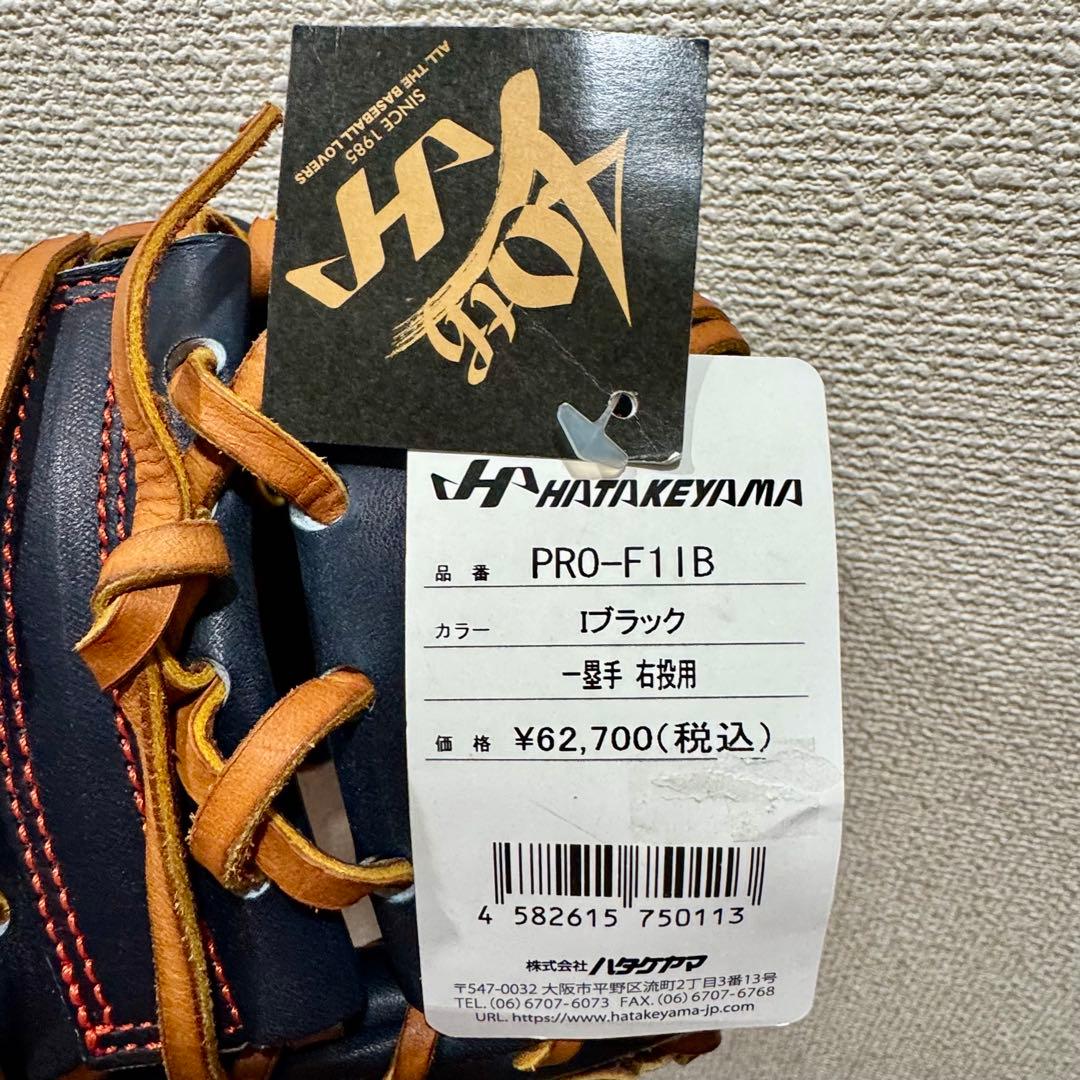 ALL THE BASEBALL LOVERS
SINCE 1985
HATAKEYAMA
品番 PRO-F1IB
カラー Iブラック
一塁手 右投用
価格 ¥62,700(税込)
4 582615 750113
株式会社 ハタケヤマ
〒547-0032 大阪市平野区流町2丁目3番13号
TEL.(06)6707-6073 FAX.(06)6707-6768
URL. https://www.hatakeyama-jp.com